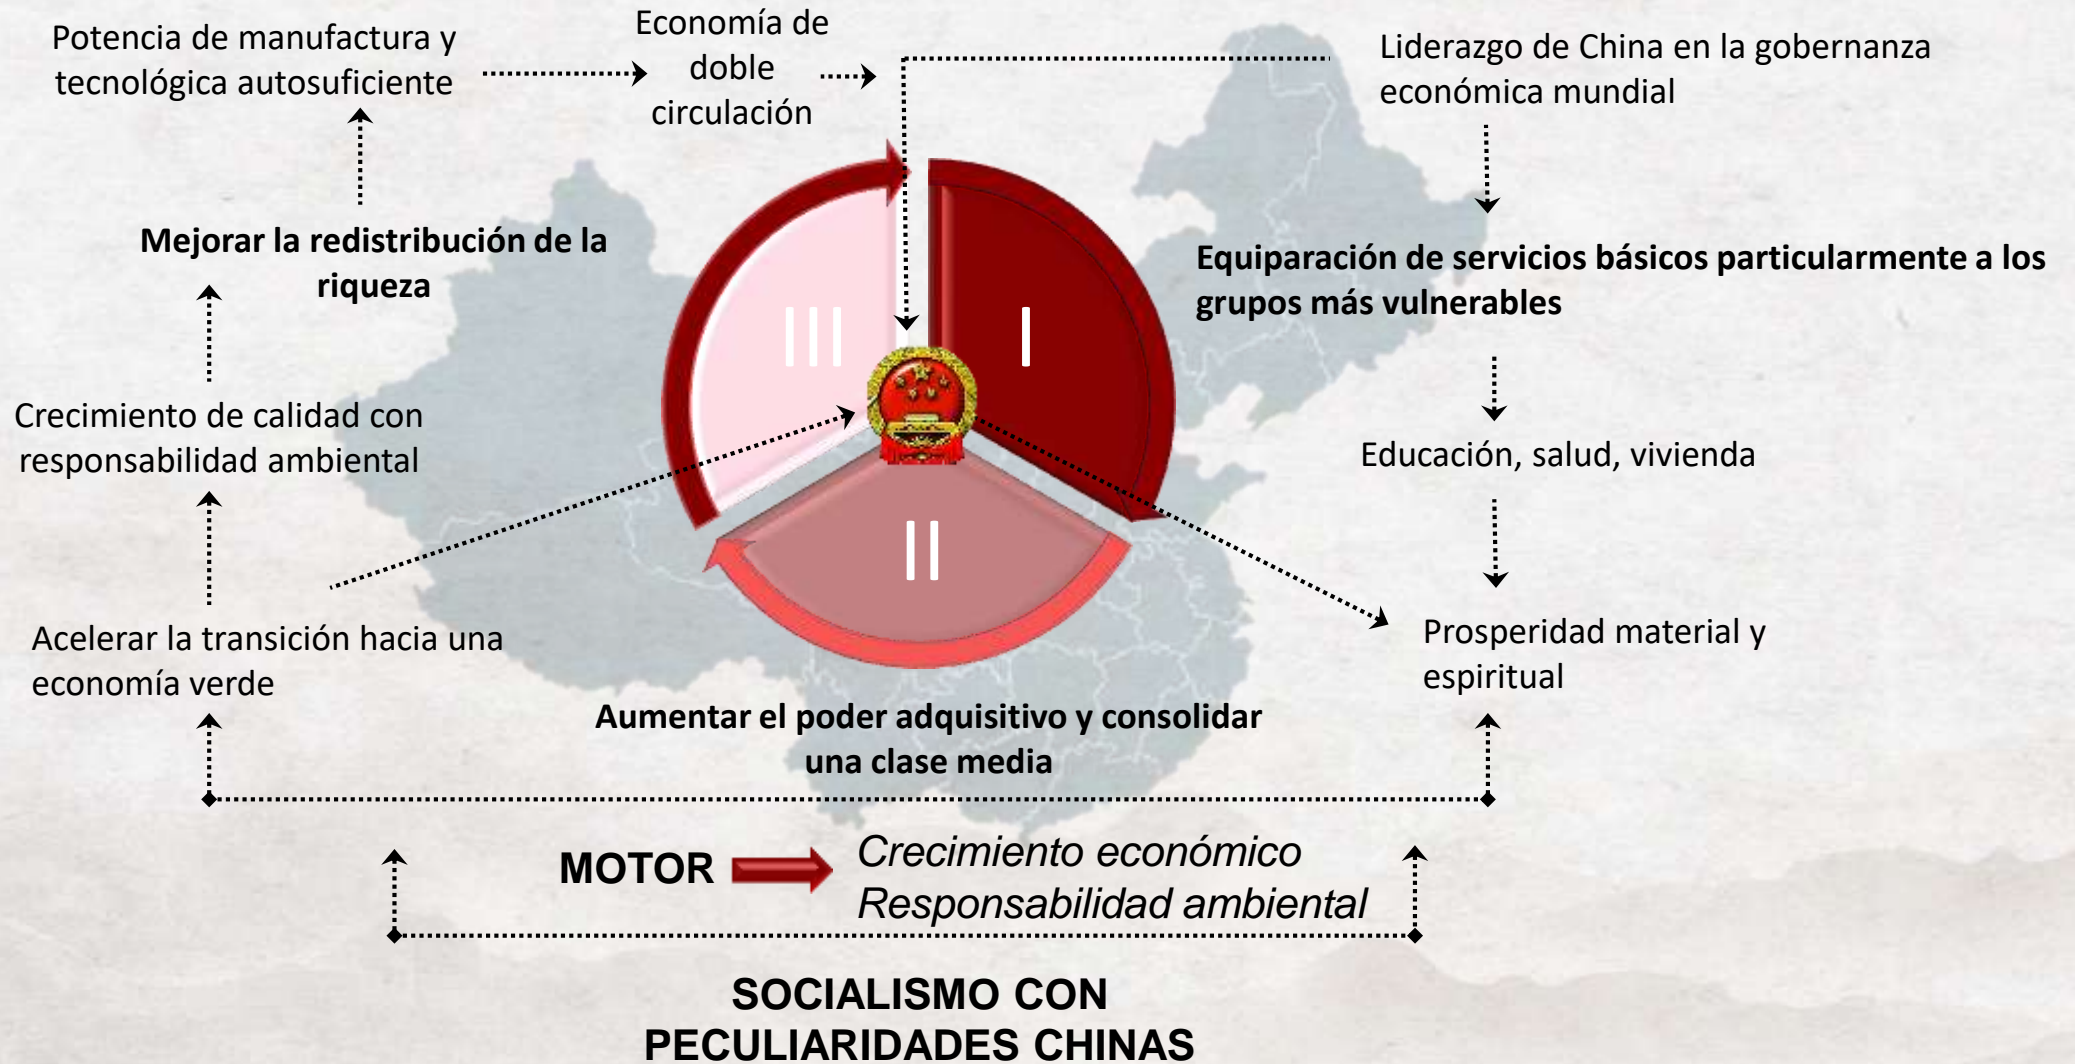 Potencia de manufactura y
tecnológica autosuficiente
Economía de
doble
circulación
Liderazgo de China en la gobernanza
económica mundial
Mejorar la redistribución de la
riqueza
Equiparación de servicios básicos particularmente a los
grupos más vulnerables
III
I
Crecimiento de calidad con
responsabilidad ambiental
Educación, salud, vivienda
II
Acelerar la transición hacia una
economía verde
Prosperidad material y
espiritual
Aumentar el poder adquisitivo y consolidar
una clase media
MOTOR
Crecimiento económico
Responsabilidad ambiental
SOCIALISMO CON
PECULIARIDADES CHINAS